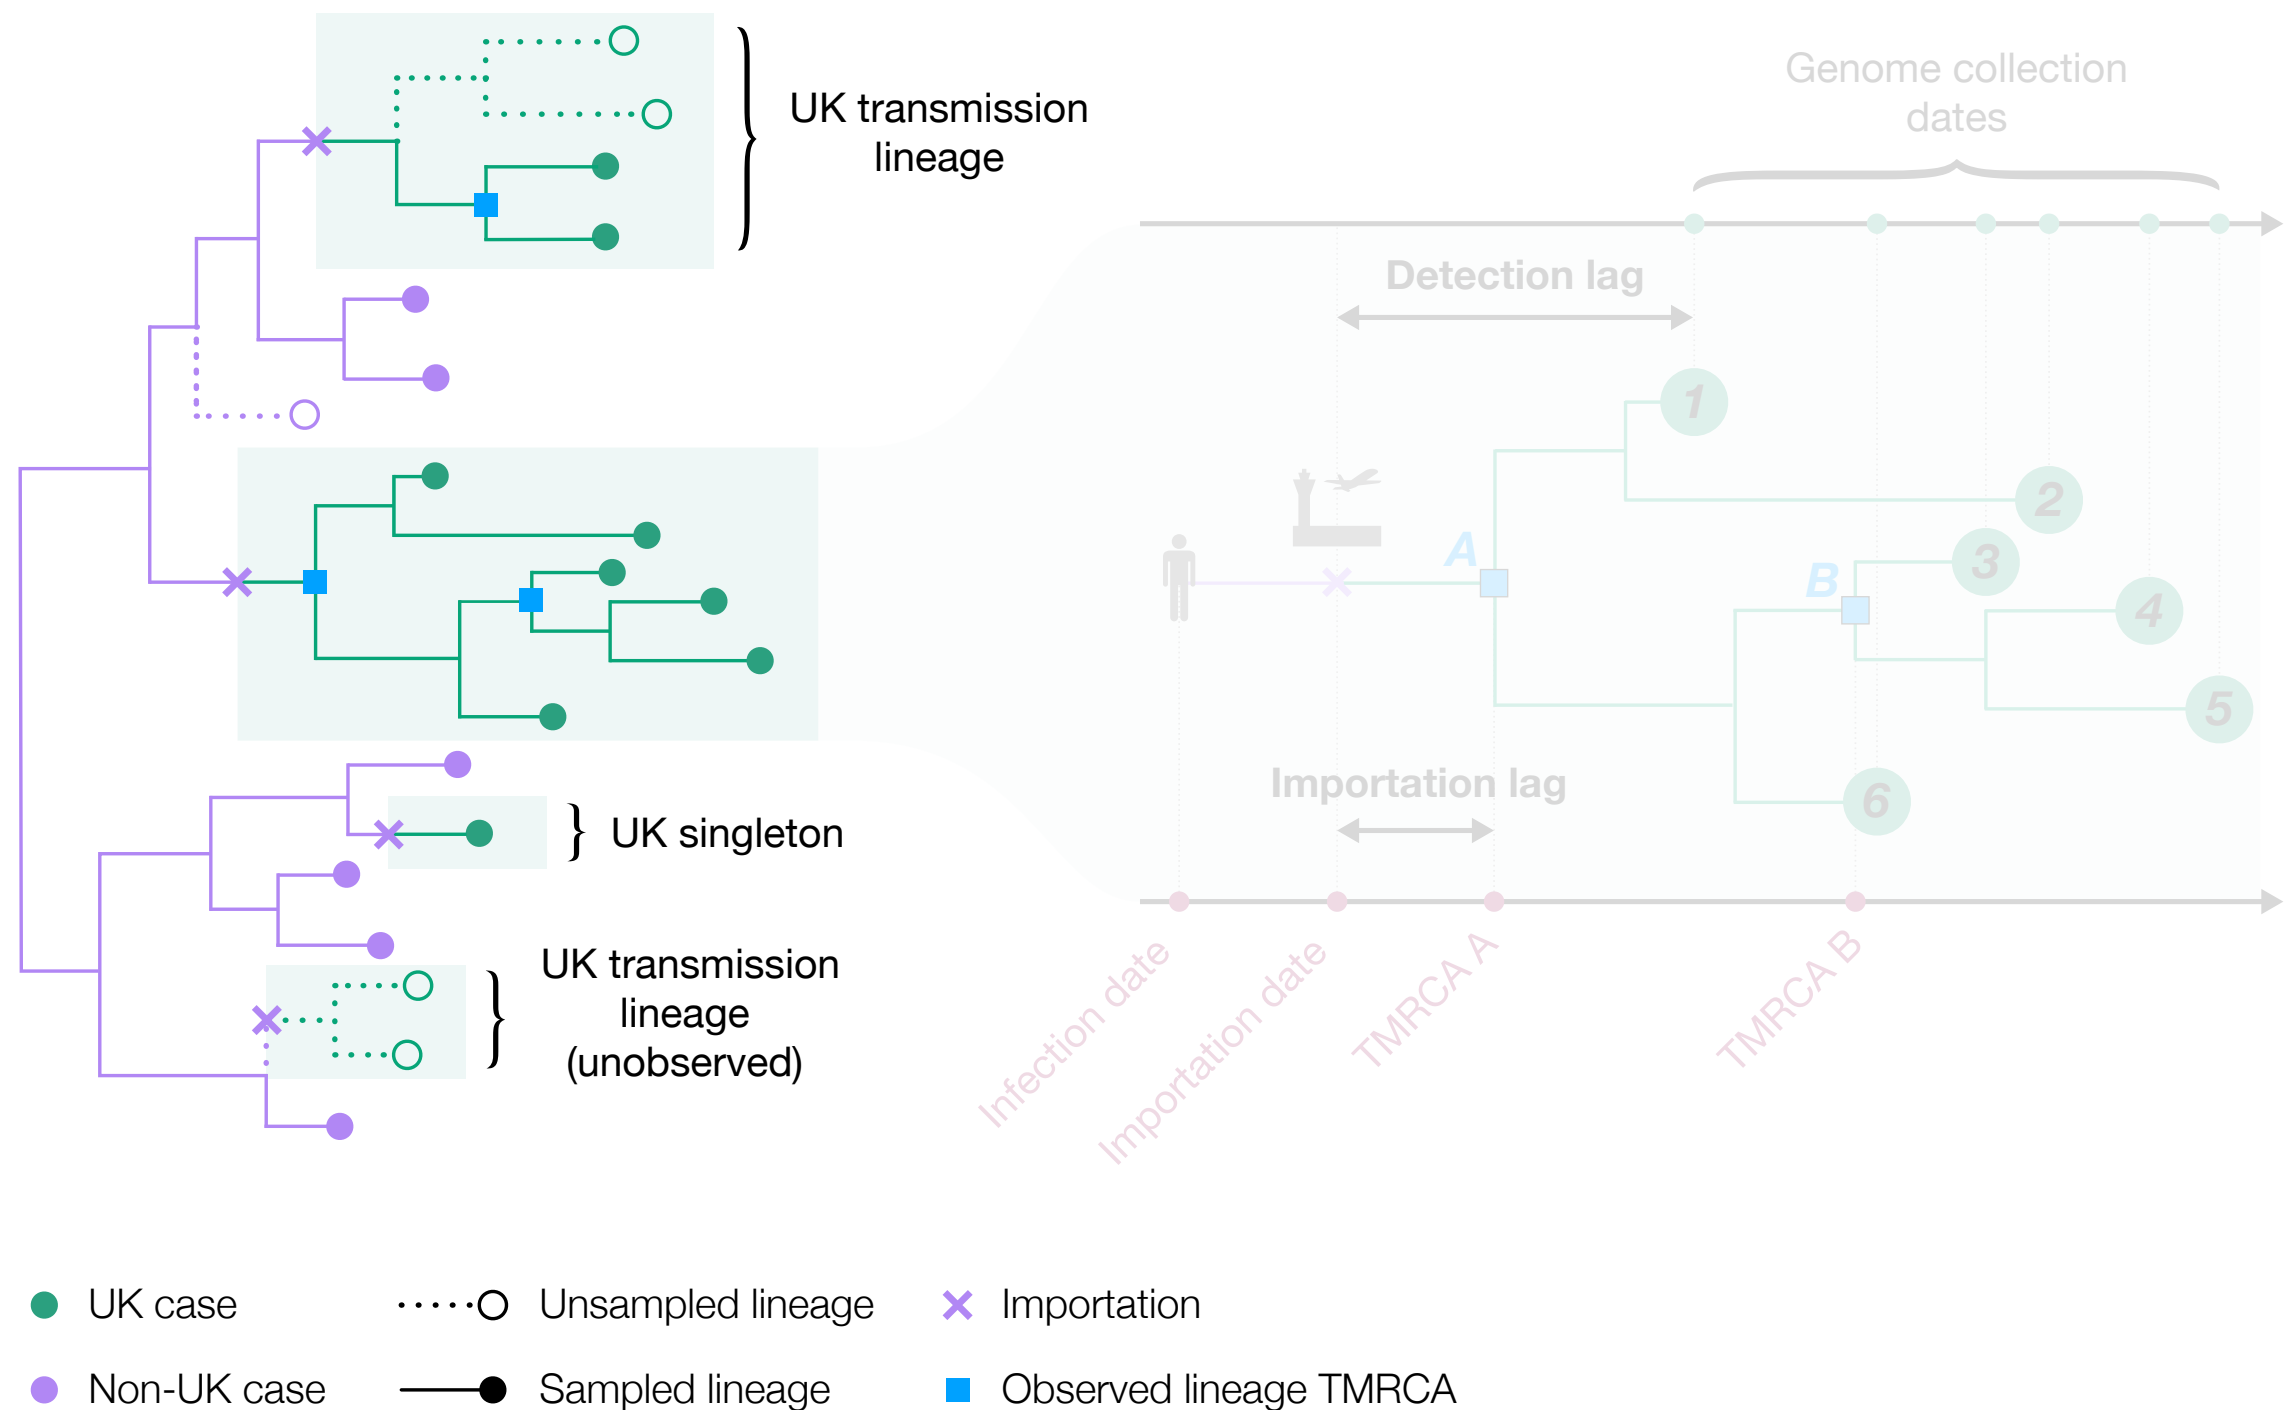 UK transmission
lineage
Genome collection
dates
Detection lag
1
2
A
3
B
4
5
Importation lag
6
UK singleton
UK transmission
lineage
(unobserved)
Infection date
Importation date
TMRCA A
TMRCA B
UK case
Unsampled lineage
Importation
Non-UK case
Sampled lineage
Observed lineage TMRCA